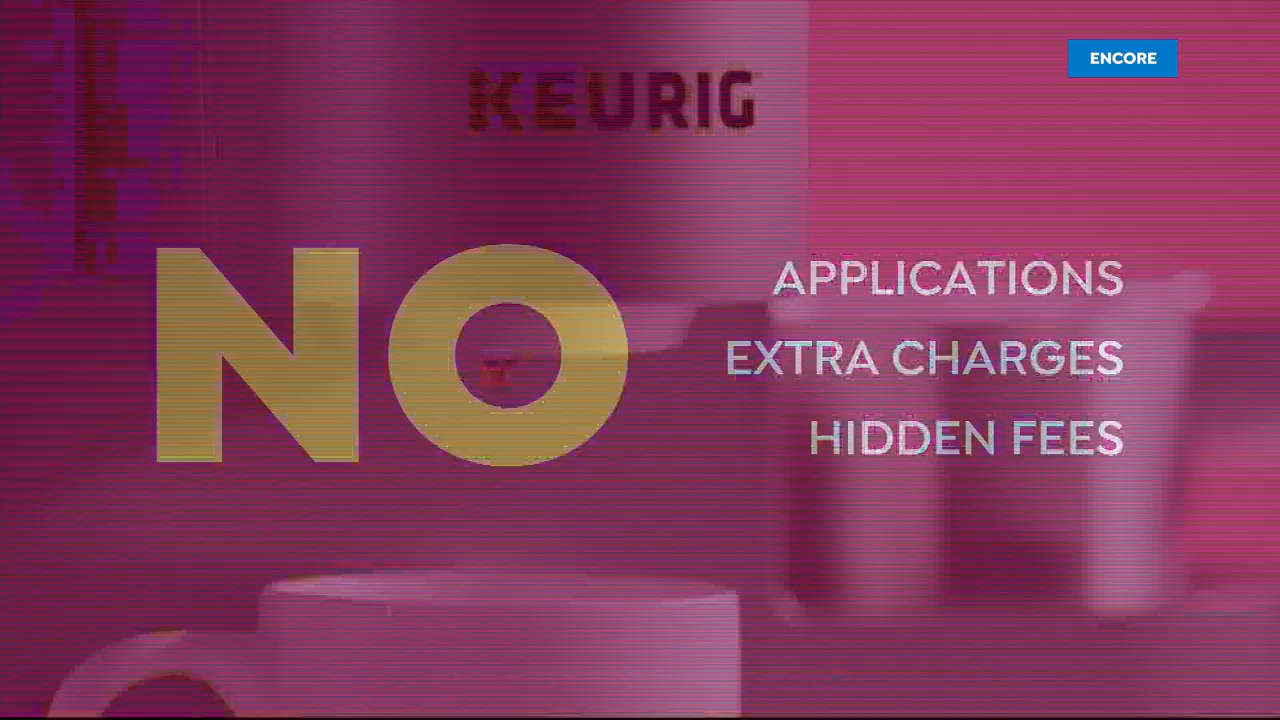 ENCORE
KEURIG
NO
APPLICATIONS
EXTRA CHARGES
HIDDEN FEES